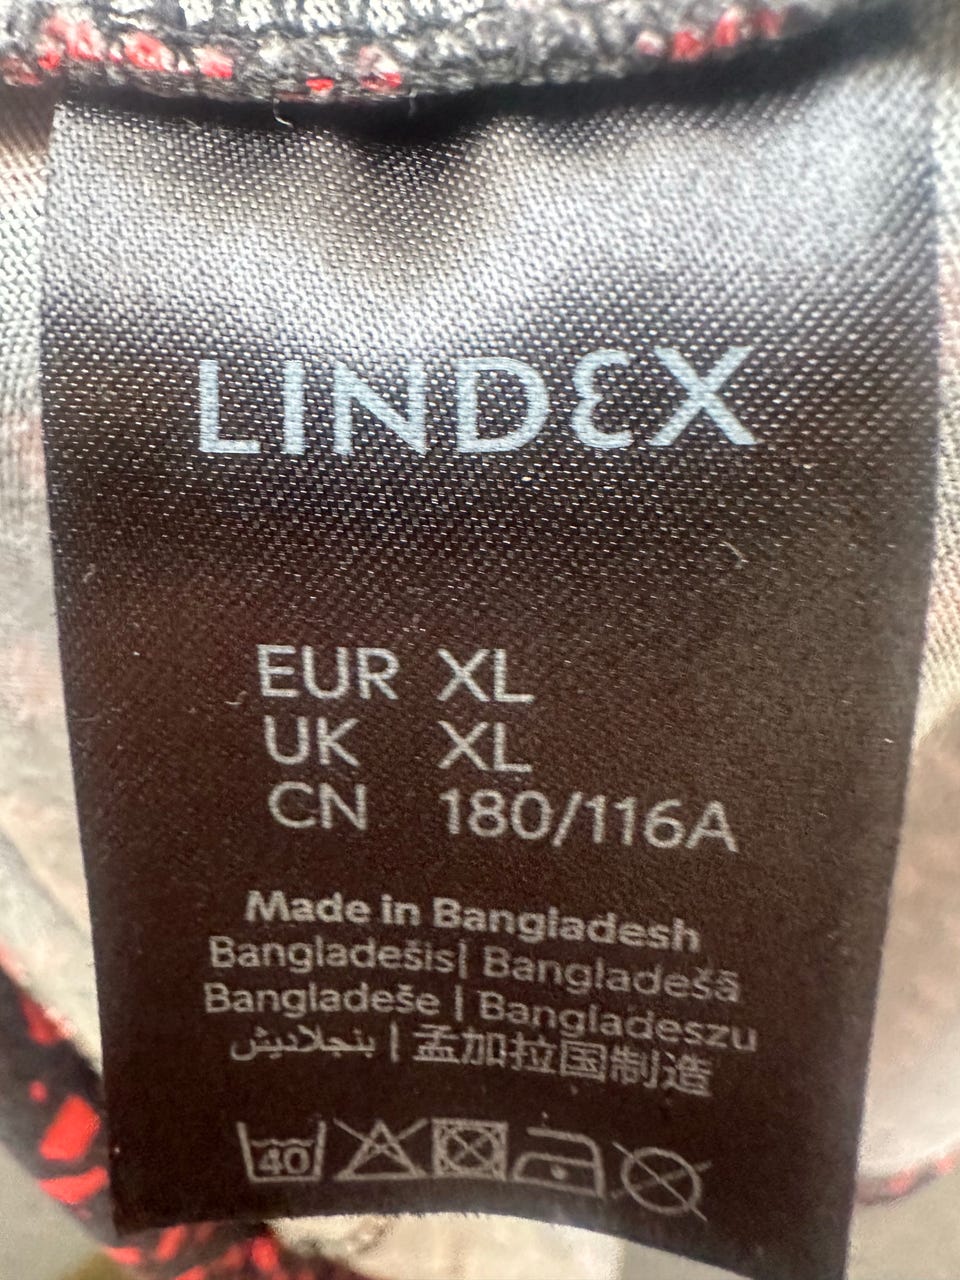 LINDEX
EUR XL
UK XL
CN 180/116A
Made in Bangladesh
Bangladešis| Bangladešā
Bangladeše | Bangladeszu
بنجلاديش | 孟加拉国制造
40